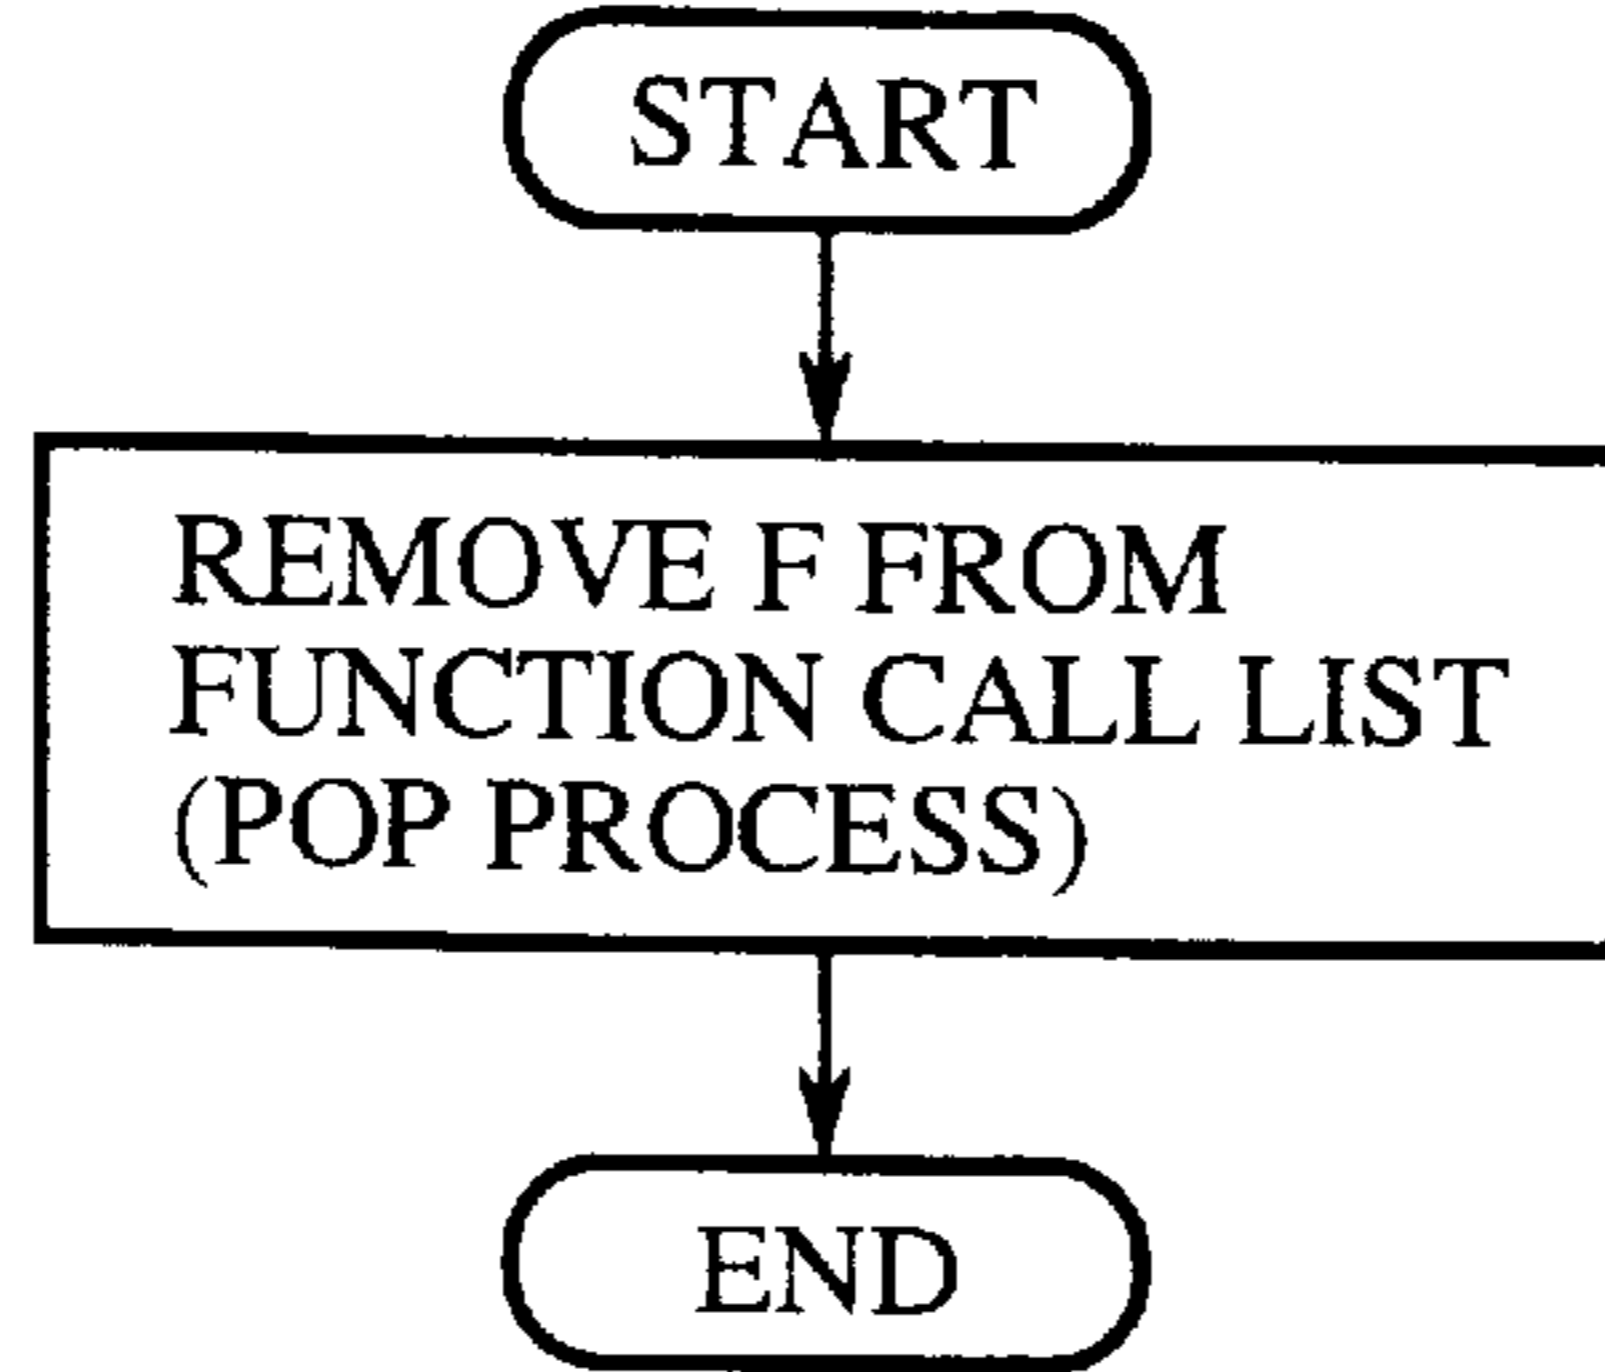 START
REMOVE F FROM
FUNCTION CALL LIST
(POP PROCESS)
END